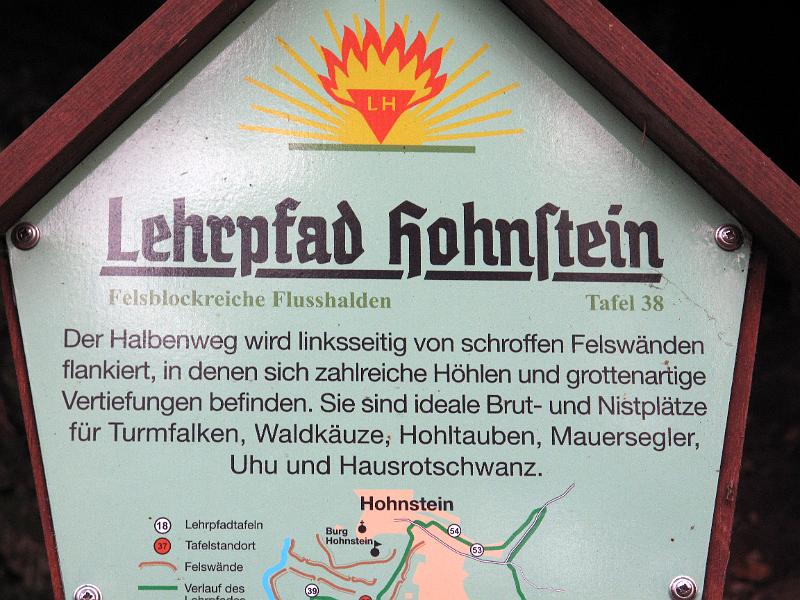 LH
Lehrpfad Hohnſtein
Felsblockreiche Flusshalden Tafel 38
Der Halbenweg wird linksseitig von schroffen Felswänden
flankiert, in denen sich zahlreiche Höhlen und grottenartige
Vertiefungen befinden. Sie sind ideale Brut- und Nistplätze
für Turmfalken, Waldkäuze, Hohltauben, Mauersegler,
Uhu und Hausrotschwanz.
Hohnstein
18 Lehrpfadtafeln
37 Tafelstandort
Felswände
Verlauf des
Lehrpfades
Burg
Hohnstein
54
53
39